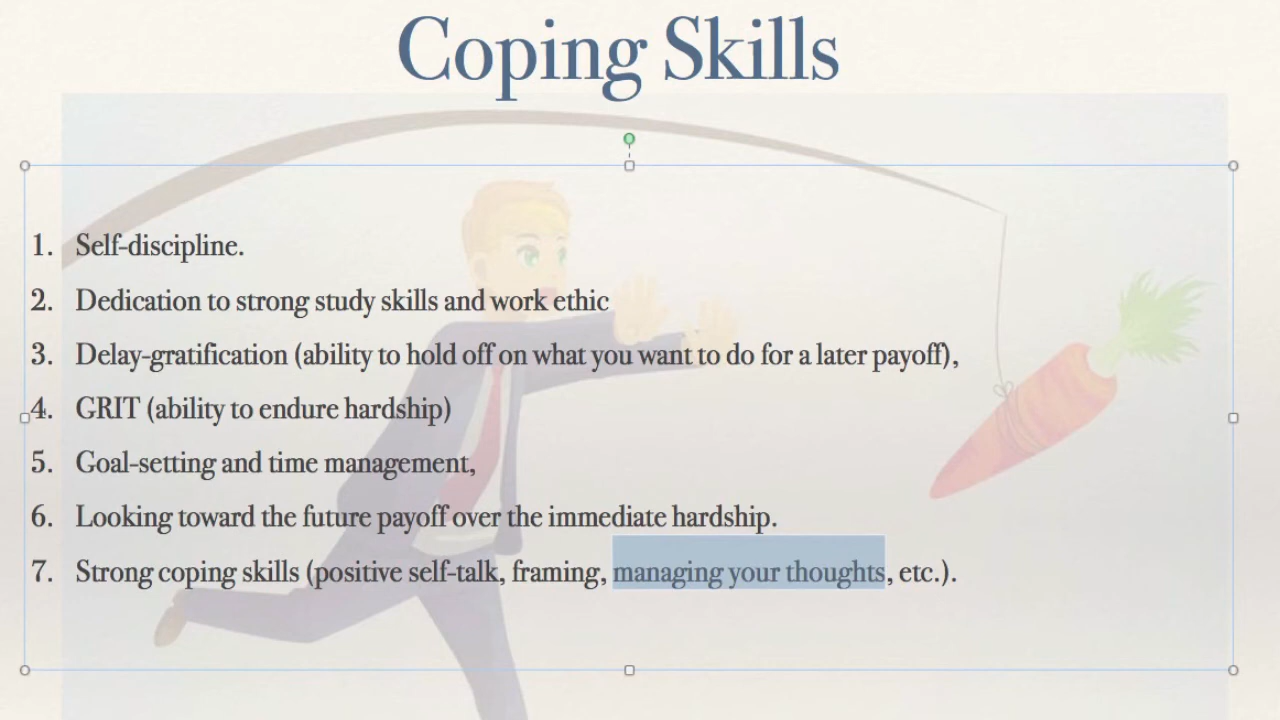 Coping Skills
1. Self-discipline.
2. Dedication to strong study skills and work ethic
3. Delay-gratification (ability to hold off on what you want to do for a later payoff),
4. GRIT (ability to endure hardship)
5. Goal-setting and time management,
6. Looking toward the future payoff over the immediate hardship.
7. Strong coping skills (positive self-talk, framing, managing your thoughts, etc.).